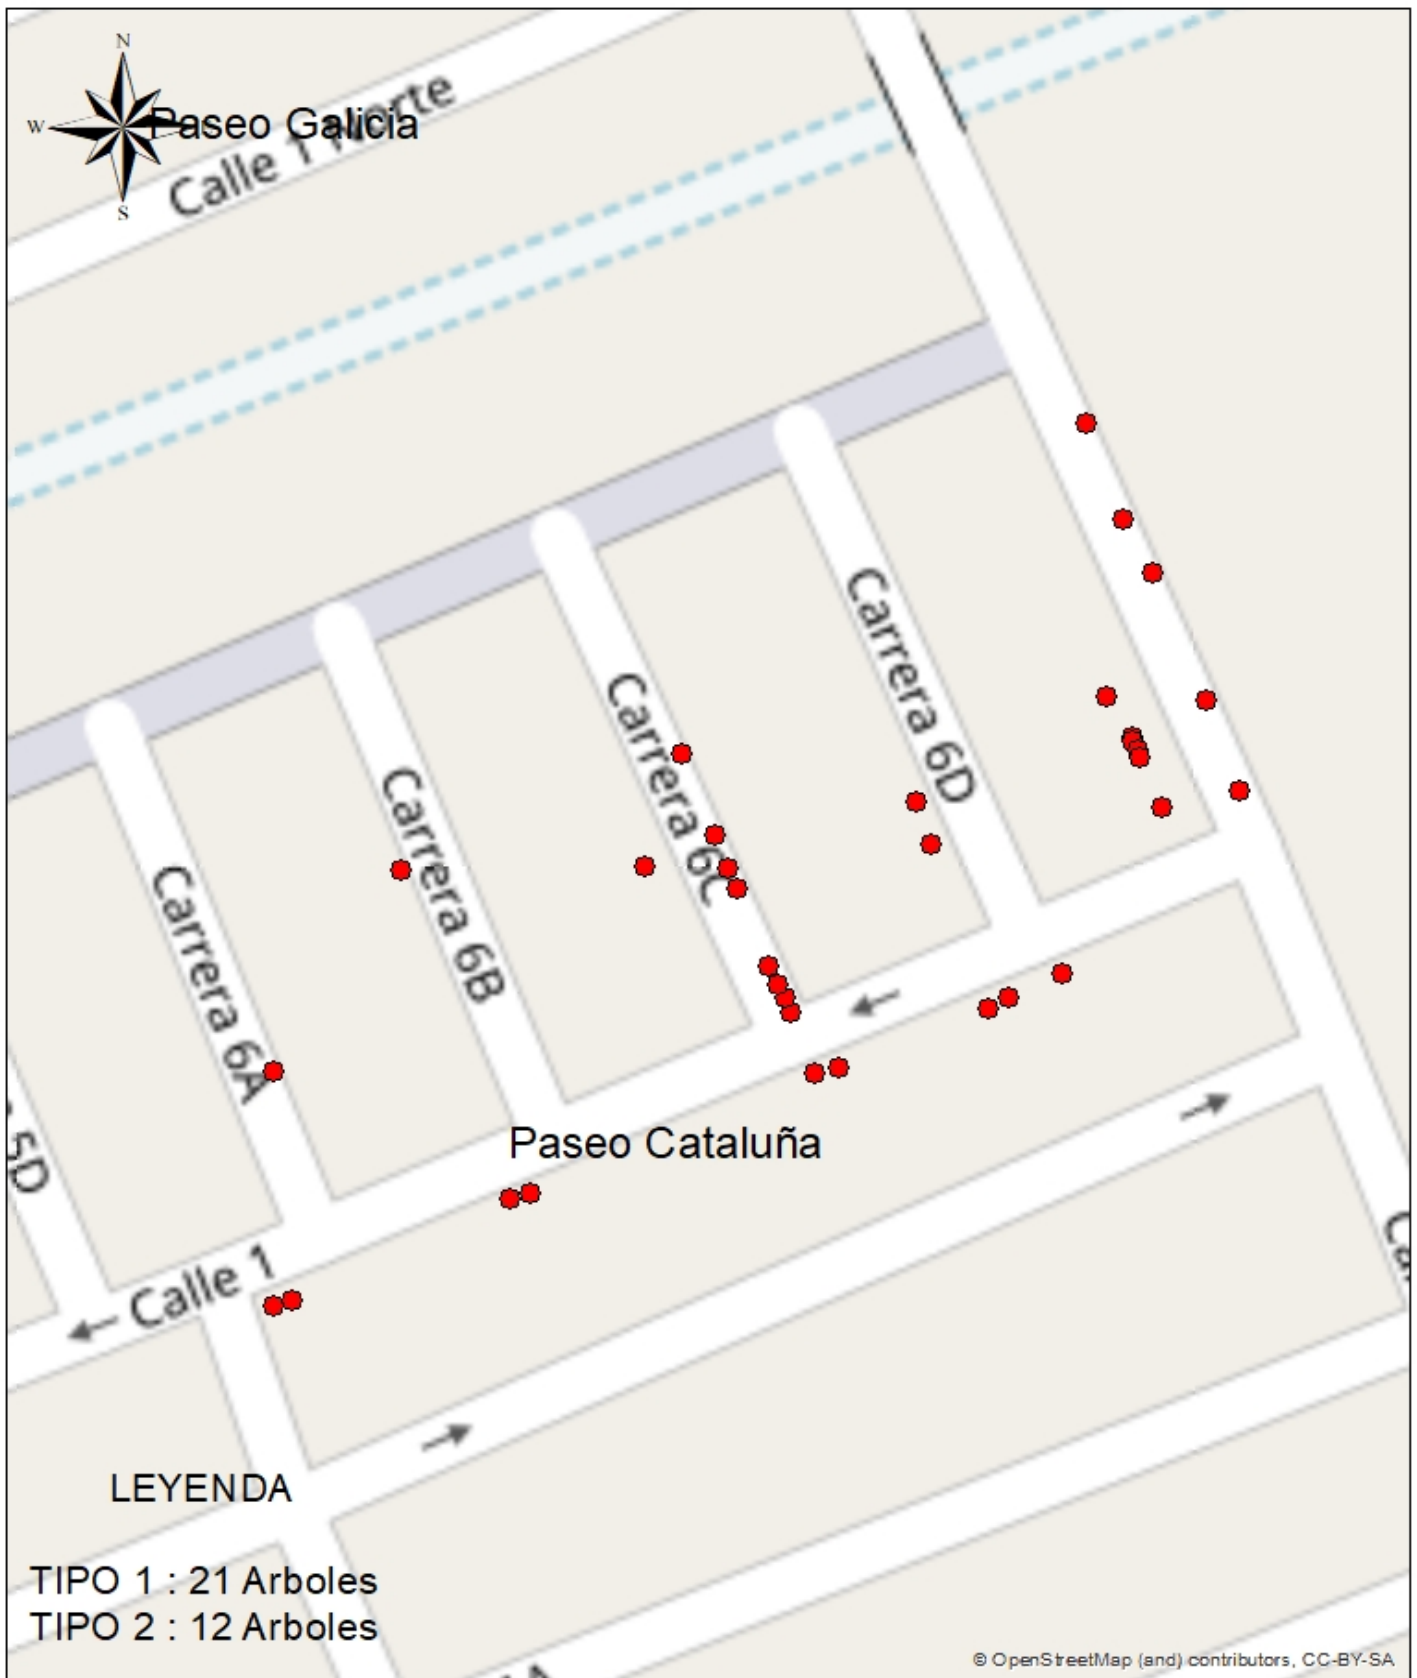 N
W
S
Paseo Galicia
Calle 1 Norte
Carrera 6D
Carrera 6C
Carrera 6B
Carrera 6A
5D
Paseo Cataluña
Calle 1
LEYENDA
TIPO 1 : 21 Arboles
TIPO 2 : 12 Arboles
© OpenStreetMap (and) contributors, CC-BY-SA